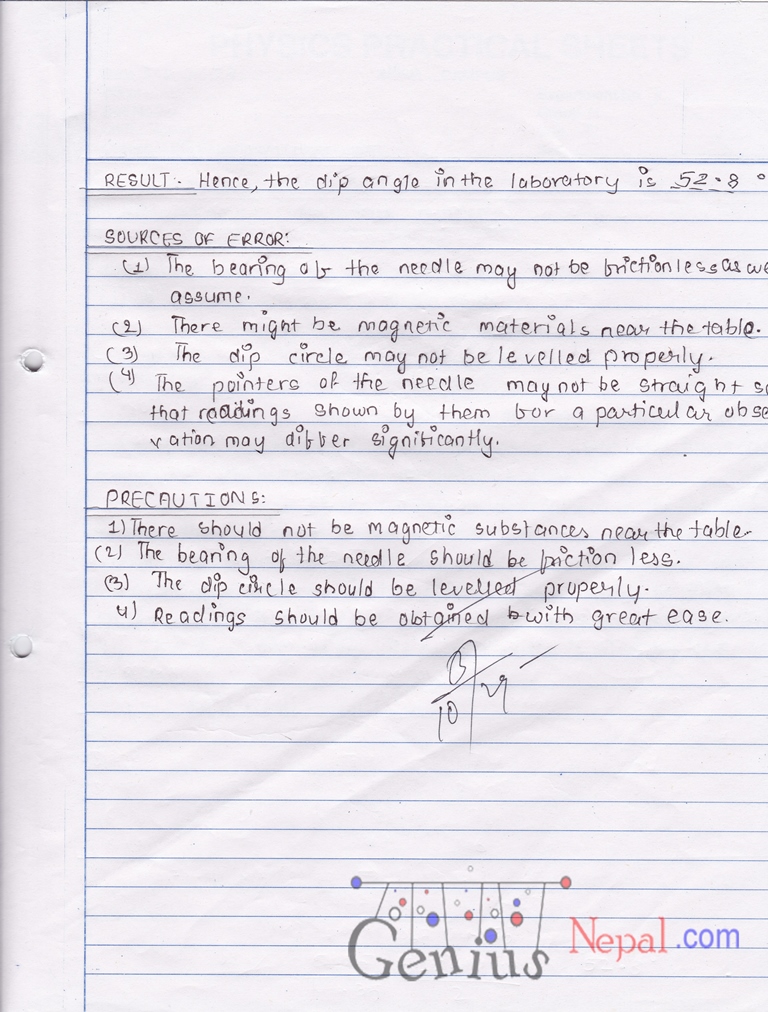 RESULT:- Hence, the dip angle in the laboratory is 52.8°
SOURCES OF ERROR:
(1) The bearing of the needle may not be frictionless as we
assume.
(2) There might be magnetic materials near the table.
(3) The dip circle may not be levelled properly.
(4) The pointers of the needle may not be straight so
that readings shown by them for a particular obse
rvation may differ significantly.
PRECAUTIONS:
1) There should not be magnetic substances near the table.
(2) The bearing of the needle should be friction less.
(3) The dip circle should be levelled properly.
4) Readings should be obtained with great ease.
10/29
Genius Nepal.com